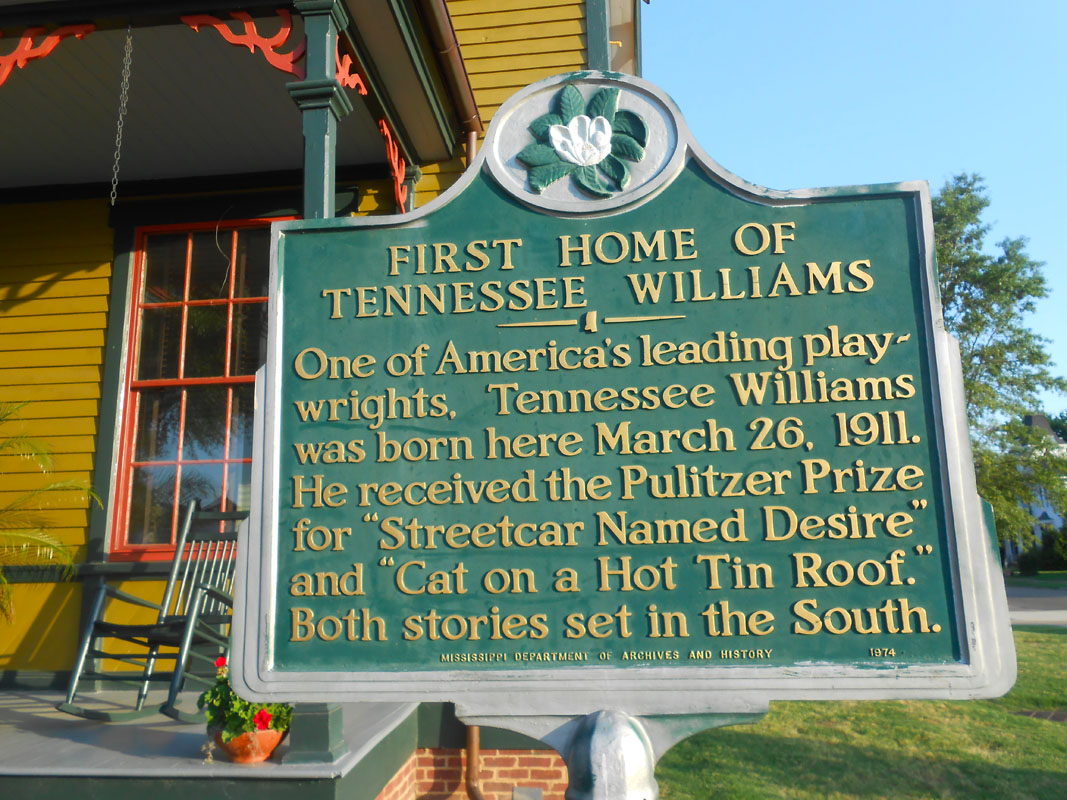 FIRST HOME OF
TENNESSEE WILLIAMS
One of America's leading play-
wrights, Tennessee Williams
was born here March 26, 1911.
He received the Pulitzer Prize
for "Streetcar Named Desire"
and "Cat on a Hot Tin Roof."
Both stories set in the South.
MISSISSIPPI DEPARTMENT OF ARCHIVES AND HISTORY 1974